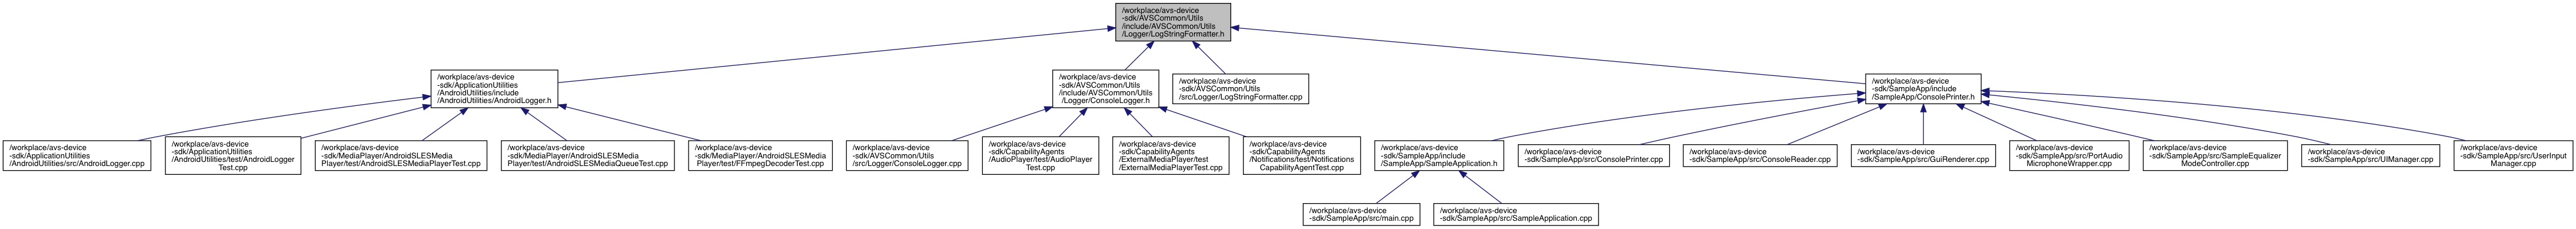 /workplace/avs-device
-sdk/AVSCommon/Utils
/include/AVSCommon/Utils
/Logger/LogStringFormatter.h
/workplace/avs-device
-sdk/ApplicationUtilities
/AndroidUtilities/include
/AndroidUtilities/AndroidLogger.h
/workplace/avs-device
-sdk/AVSCommon/Utils
/include/AVSCommon/Utils
/Logger/ConsoleLogger.h
/workplace/avs-device
-sdk/AVSCommon/Utils
/src/Logger/LogStringFormatter.cpp
/workplace/avs-device
-sdk/SampleApp/include
/SampleApp/ConsolePrinter.h
/workplace/avs-device
-sdk/ApplicationUtilities
/AndroidUtilities/src/AndroidLogger.cpp
/workplace/avs-device
-sdk/ApplicationUtilities
/AndroidUtilities/test/AndroidLogger
Test.cpp
/workplace/avs-device
-sdk/MediaPlayer/AndroidSLESMedia
Player/test/AndroidSLESMediaPlayerTest.cpp
/workplace/avs-device
-sdk/MediaPlayer/AndroidSLESMedia
Player/test/AndroidSLESMediaQueueTest.cpp
/workplace/avs-device
-sdk/MediaPlayer/AndroidSLESMedia
Player/test/FFmpegDecoderTest.cpp
/workplace/avs-device
-sdk/AVSCommon/Utils
/src/Logger/ConsoleLogger.cpp
/workplace/avs-device
-sdk/CapabilityAgents
/AudioPlayer/test/AudioPlayer
Test.cpp
/workplace/avs-device
-sdk/CapabilityAgents
/ExternalMediaPlayer/test
/ExternalMediaPlayerTest.cpp
/workplace/avs-device
-sdk/CapabilityAgents
/Notifications/test/Notifications
CapabilityAgentTest.cpp
/workplace/avs-device
-sdk/SampleApp/include
/SampleApp/SampleApplication.h
/workplace/avs-device
-sdk/SampleApp/src/ConsolePrinter.cpp
/workplace/avs-device
-sdk/SampleApp/src/ConsoleReader.cpp
/workplace/avs-device
-sdk/SampleApp/src/GuiRenderer.cpp
/workplace/avs-device
-sdk/SampleApp/src/PortAudio
MicrophoneWrapper.cpp
/workplace/avs-device
-sdk/SampleApp/src/SampleEqualizer
ModeController.cpp
/workplace/avs-device
-sdk/SampleApp/src/UIManager.cpp
/workplace/avs-device
-sdk/SampleApp/src/UserInput
Manager.cpp
/workplace/avs-device
-sdk/SampleApp/src/main.cpp
/workplace/avs-device
-sdk/SampleApp/src/SampleApplication.cpp